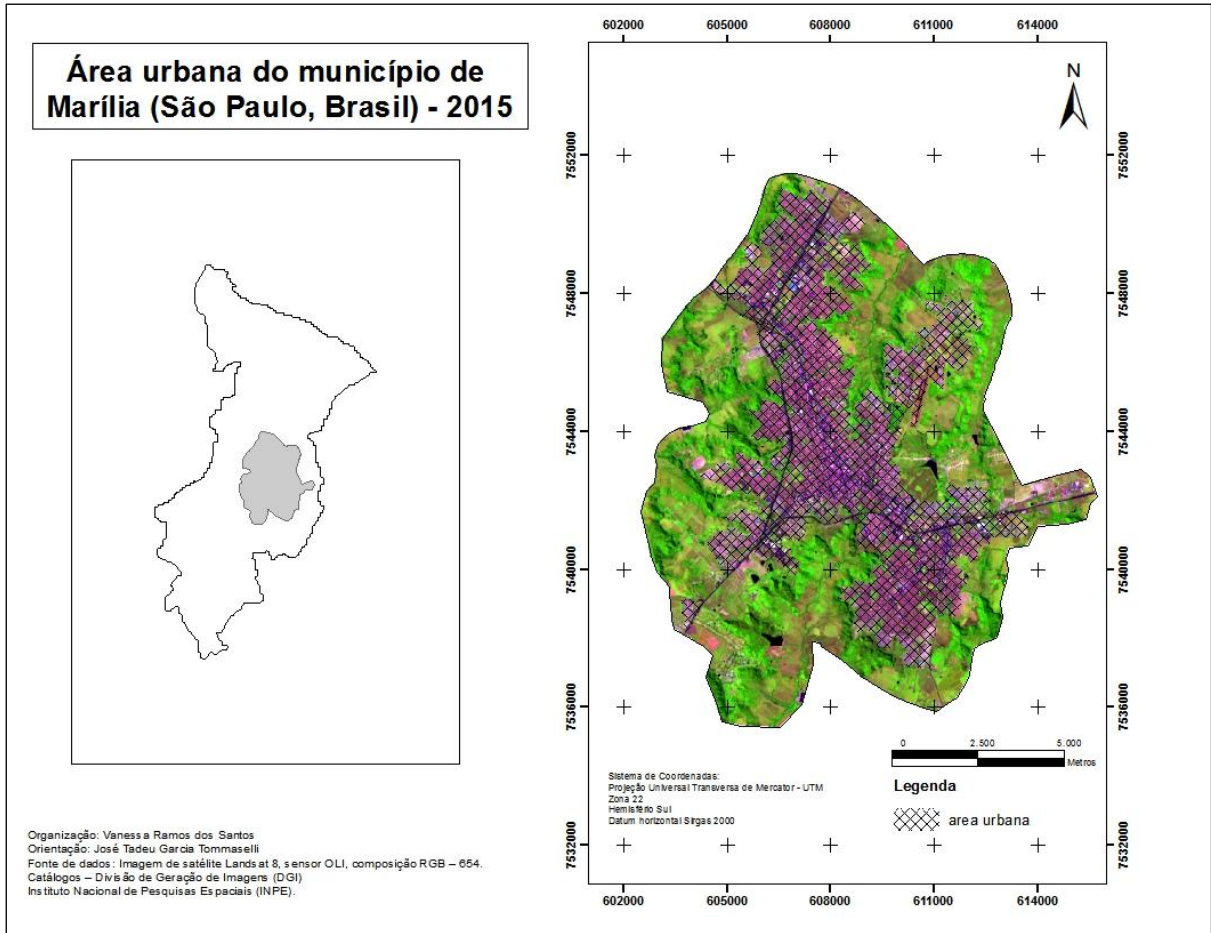 Área urbana do município de
Marília (São Paulo, Brasil) - 2015
602000 605000 608000 611000 614000
N
7552000 7552000
7548000 7548000
7544000 7544000
7540000 7540000
7536000 7536000
7532000 7532000
0 2.500 5.000
Metros
Sistema de Coordenadas:
Projeção Universal Transversa de Mercator - UTM
Zona 22
Hemisfério Sul
Datum horizontal Sirgas 2000
Legenda
area urbana
602000 605000 608000 611000 614000
Organização: Vanessa Ramos dos Santos
Orientação: José Tadeu Garcia Tommaselli
Fonte de dados: Imagem de satélite Landsat 8, sensor OLI, composição RGB – 654.
Catálogos – Divisão de Geração de Imagens (DGI)
Instituto Nacional de Pesquisas Espaciais (INPE).